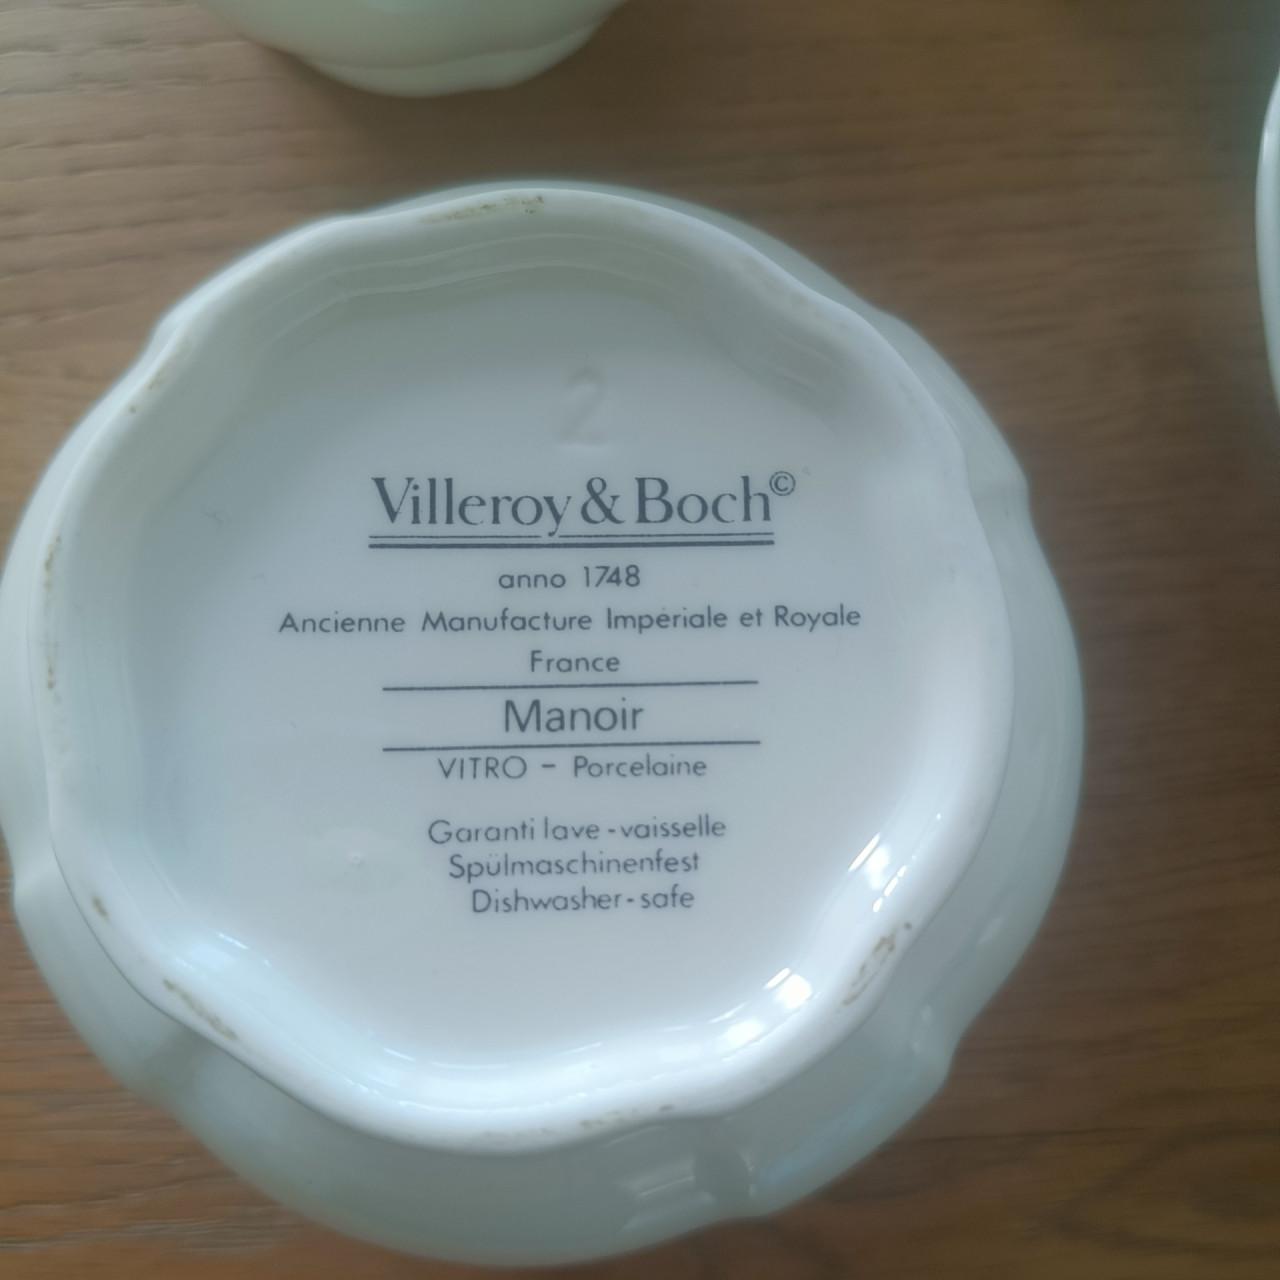 2
Villeroy & Boch©
anno 1748
Ancienne Manufacture Impériale et Royale
France
Manoir
VITRO - Porcelaine
Garanti lave-vaisselle
Spülmaschinenfest
Dishwasher-safe